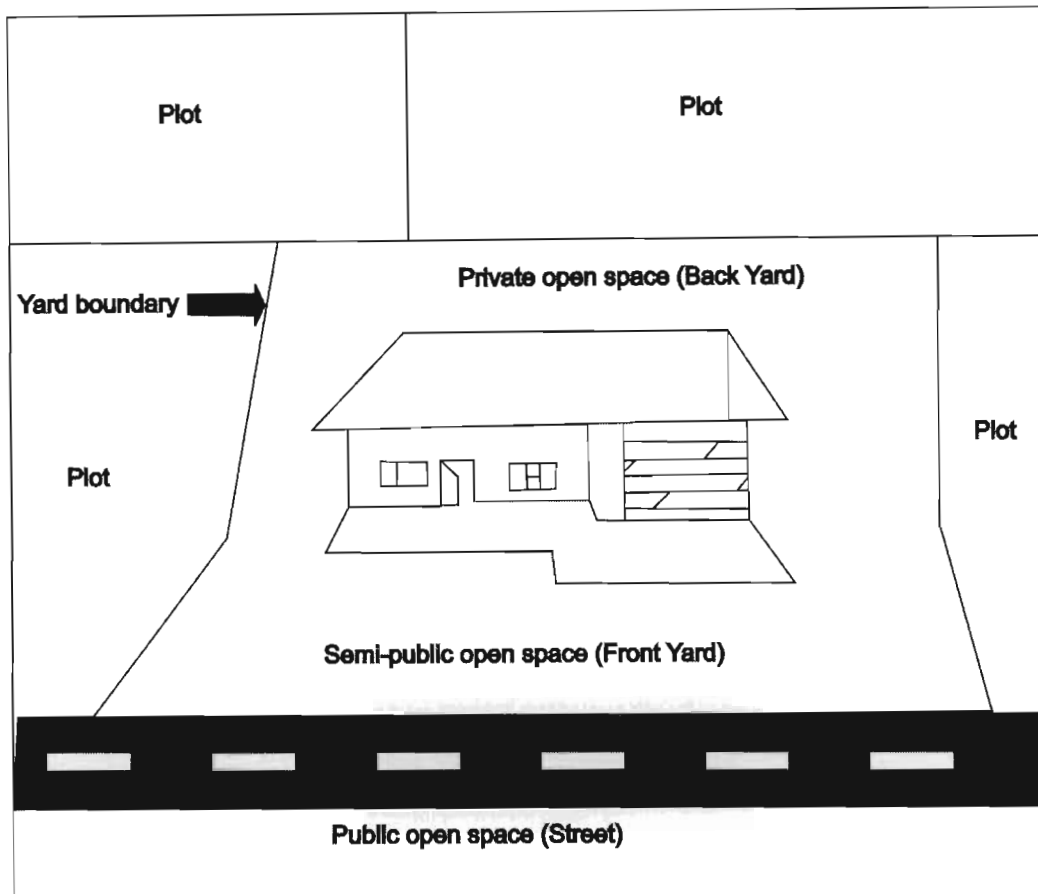 Plot
Plot
Private open space (Back Yard)
Yard boundary
Plot
Plot
Semi-public open space (Front Yard)
Public open space (Street)